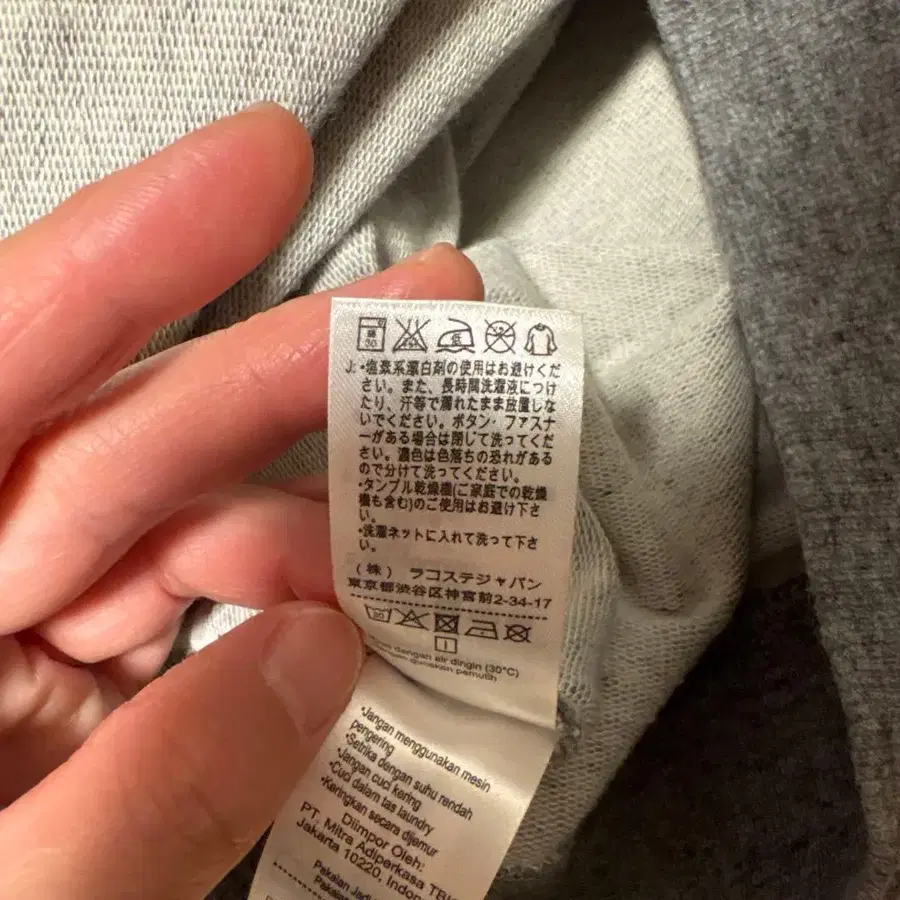 J:・塩素系漂白剤の使用はお避けくだ
さい。また、長時間洗濯液につけ
たり、汗等で濡れたまま放置しな
いでください。ボタン・ファスナ
ーがある場合は閉じて洗ってくだ
さい。濃色は色落ちの恐れがある
ので分けて洗ってください。
・タンブル乾燥機(ご家庭での乾燥
機も含む)のご使用はお避け下さ
い。
・洗濯ネットに入れて洗って下さ
い。
(株) ラコステジャパン
東京都渋谷区神宮前2-34-17
dengan air dingin (30°C)
gunakan pemutih
•Jangan menggunakan mesin
pengering
•Setrika dengan suhu rendah
•Jangan cuci kering
•Cuci dalam tas laundry
•Keringkan secara dijemur
Diimpor Oleh:
PT. Mitra Adiperkasa TBK
Jakarta 10220, Indon
Pakaian Jadi